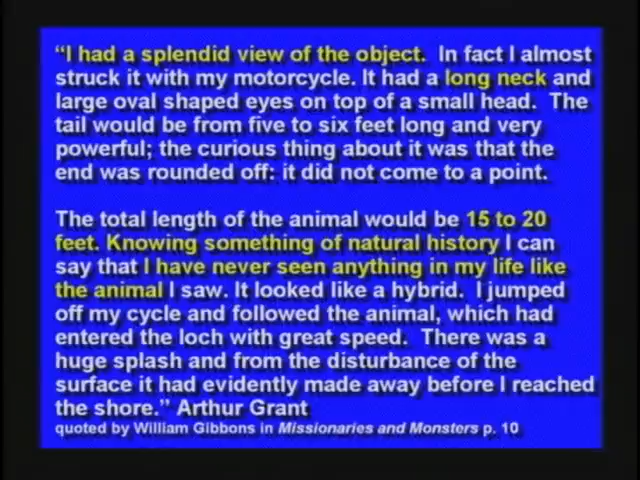 “I had a splendid view of the object.  In fact I almost
struck it with my motorcycle. It had a long neck and
large oval shaped eyes on top of a small head.  The
tail would be from five to six feet long and very
powerful; the curious thing about it was that the
end was rounded off: it did not come to a point.
The total length of the animal would be 15 to 20
feet. Knowing something of natural history I can
say that I have never seen anything in my life like
the animal I saw. It looked like a hybrid.  I jumped
off my cycle and followed the animal, which had
entered the loch with great speed.  There was a
huge splash and from the disturbance of the
surface it had evidently made away before I reached
the shore.” Arthur Grant
quoted by William Gibbons in Missionaries and Monsters p. 10